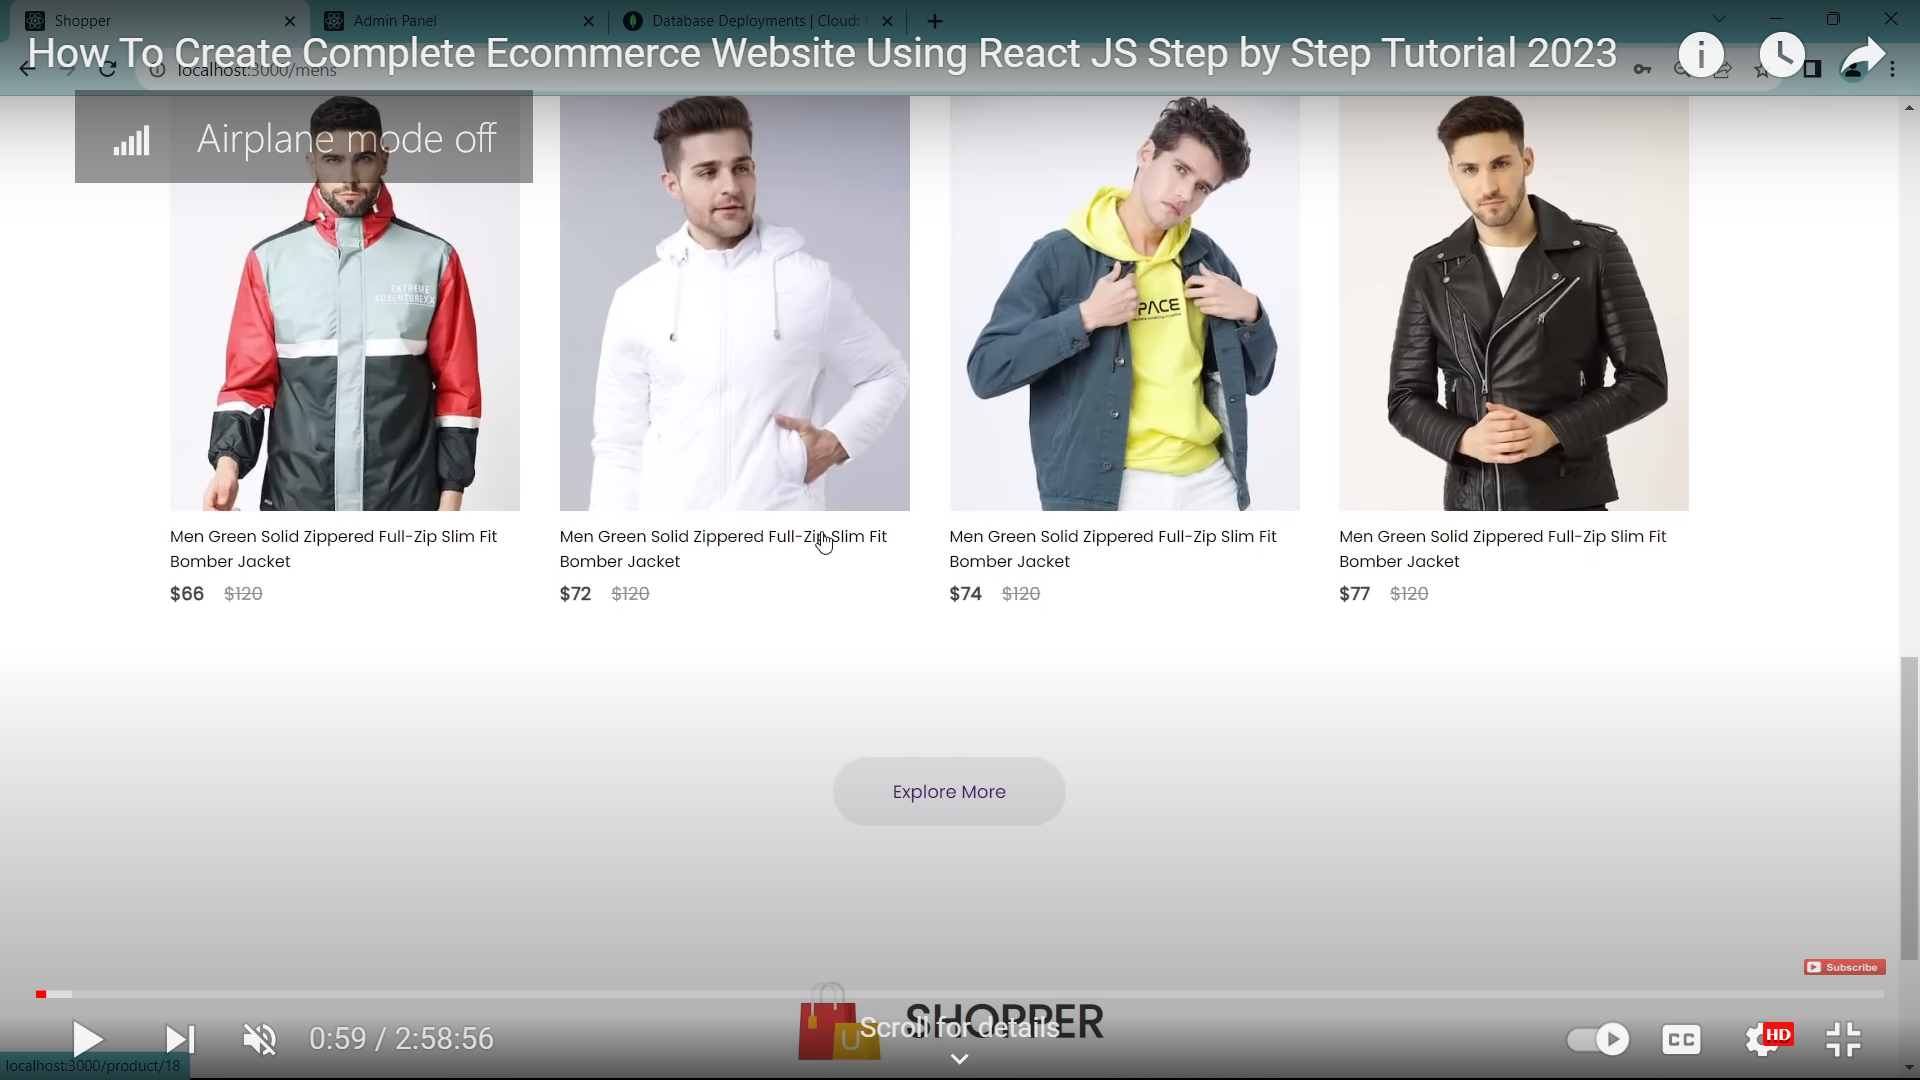 Shopper
Admin Panel
Database Deployments | Cloud:
How To Create Complete Ecommerce Website Using React JS Step by Step Tutorial 2023
localhost:3000/mens
Airplane mode off
EXTREME
ADVENTUREXX
PACE
Men Green Solid Zippered Full-Zip Slim Fit
Bomber Jacket
$66 $120
Men Green Solid Zippered Full-Zip Slim Fit
Bomber Jacket
$72 $120
Men Green Solid Zippered Full-Zip Slim Fit
Bomber Jacket
$74 $120
Men Green Solid Zippered Full-Zip Slim Fit
Bomber Jacket
$77 $120
Explore More
Subscribe
SHOPPER
U
Scroll for details
0:59 / 2:58:56
CC
HD
localhost:3000/product/18